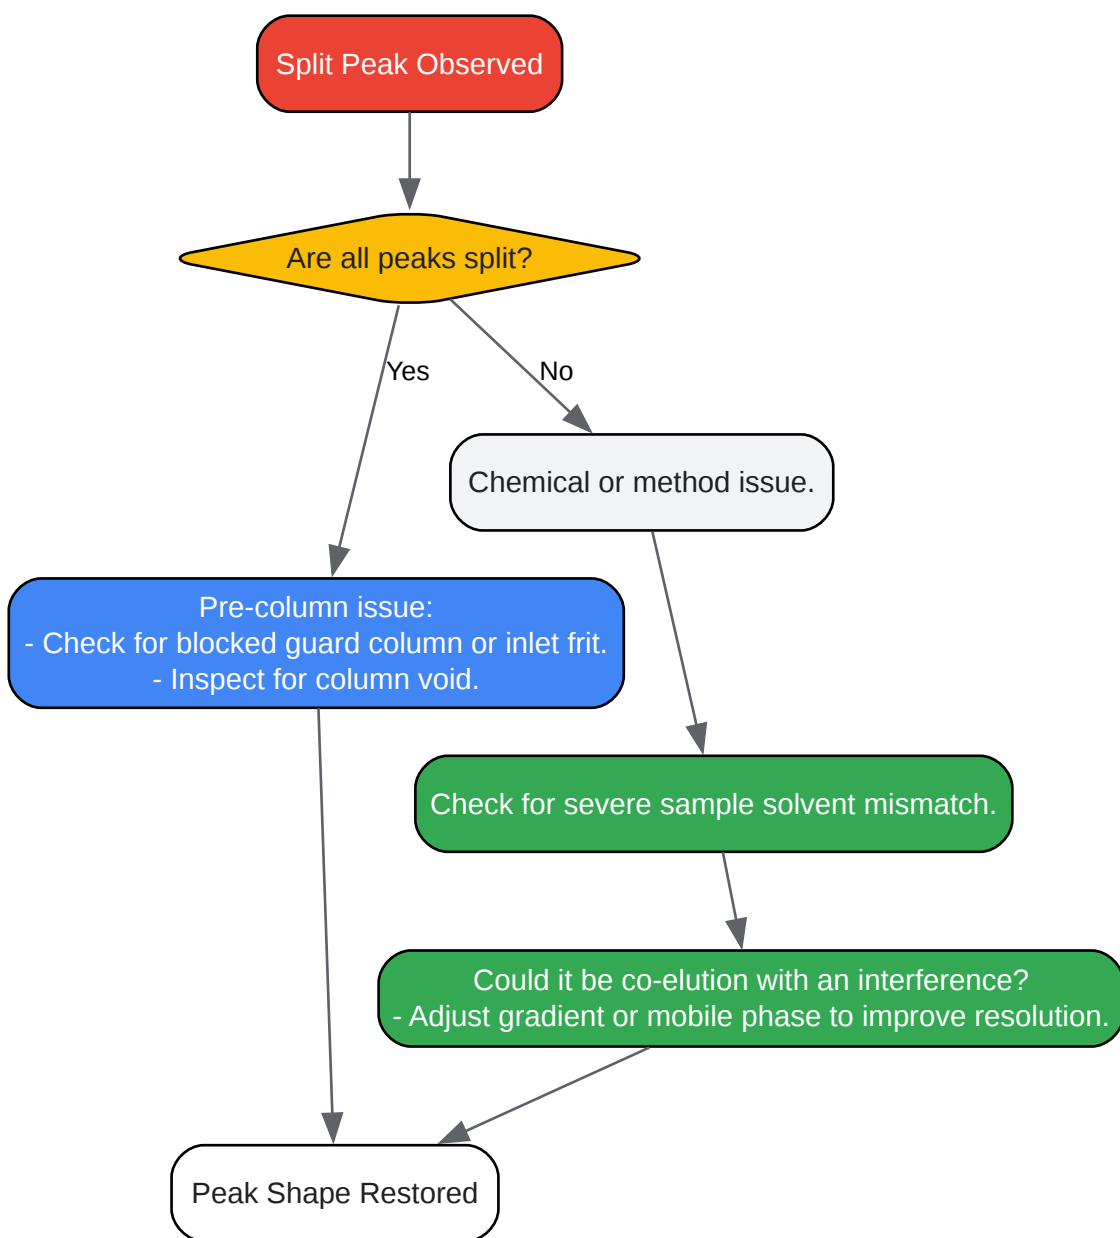 Split Peak Observed
Are all peaks split?
Yes
No
Chemical or method issue.
Pre-column issue:
- Check for blocked guard column or inlet frit.
- Inspect for column void.
Check for severe sample solvent mismatch.
Could it be co-elution with an interference?
- Adjust gradient or mobile phase to improve resolution.
Peak Shape Restored